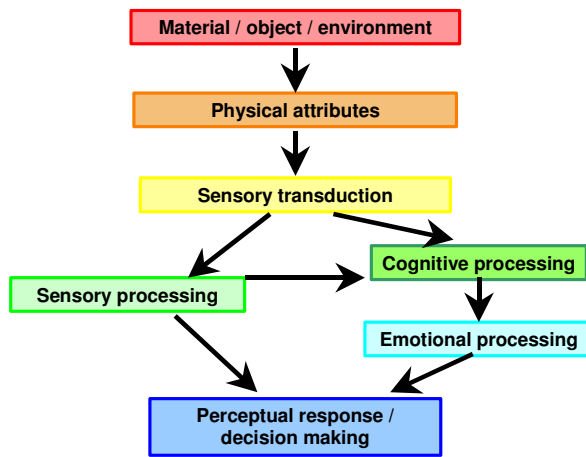 Material / object / environment
Physical attributes
Sensory transduction
Cognitive processing
Sensory processing
Emotional processing
Perceptual response /
decision making